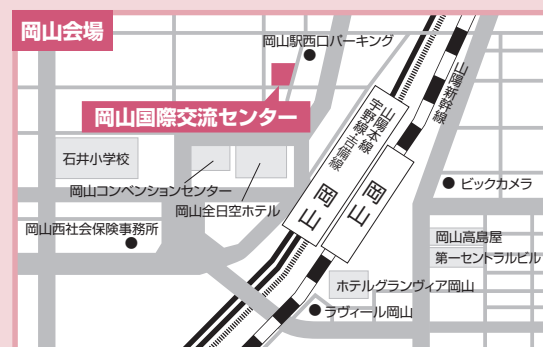 岡山会場
岡山駅西口パーキング
岡山国際交流センター
山陽新幹線
山陽本線
宇野線 吉備線
石井小学校
岡山コンベンションセンター
岡山全日空ホテル
岡山
岡山
ビックカメラ
岡山西社会保険事務所
岡山高島屋
第一セントラルビル
ホテルグランヴィア岡山
ラヴィール岡山